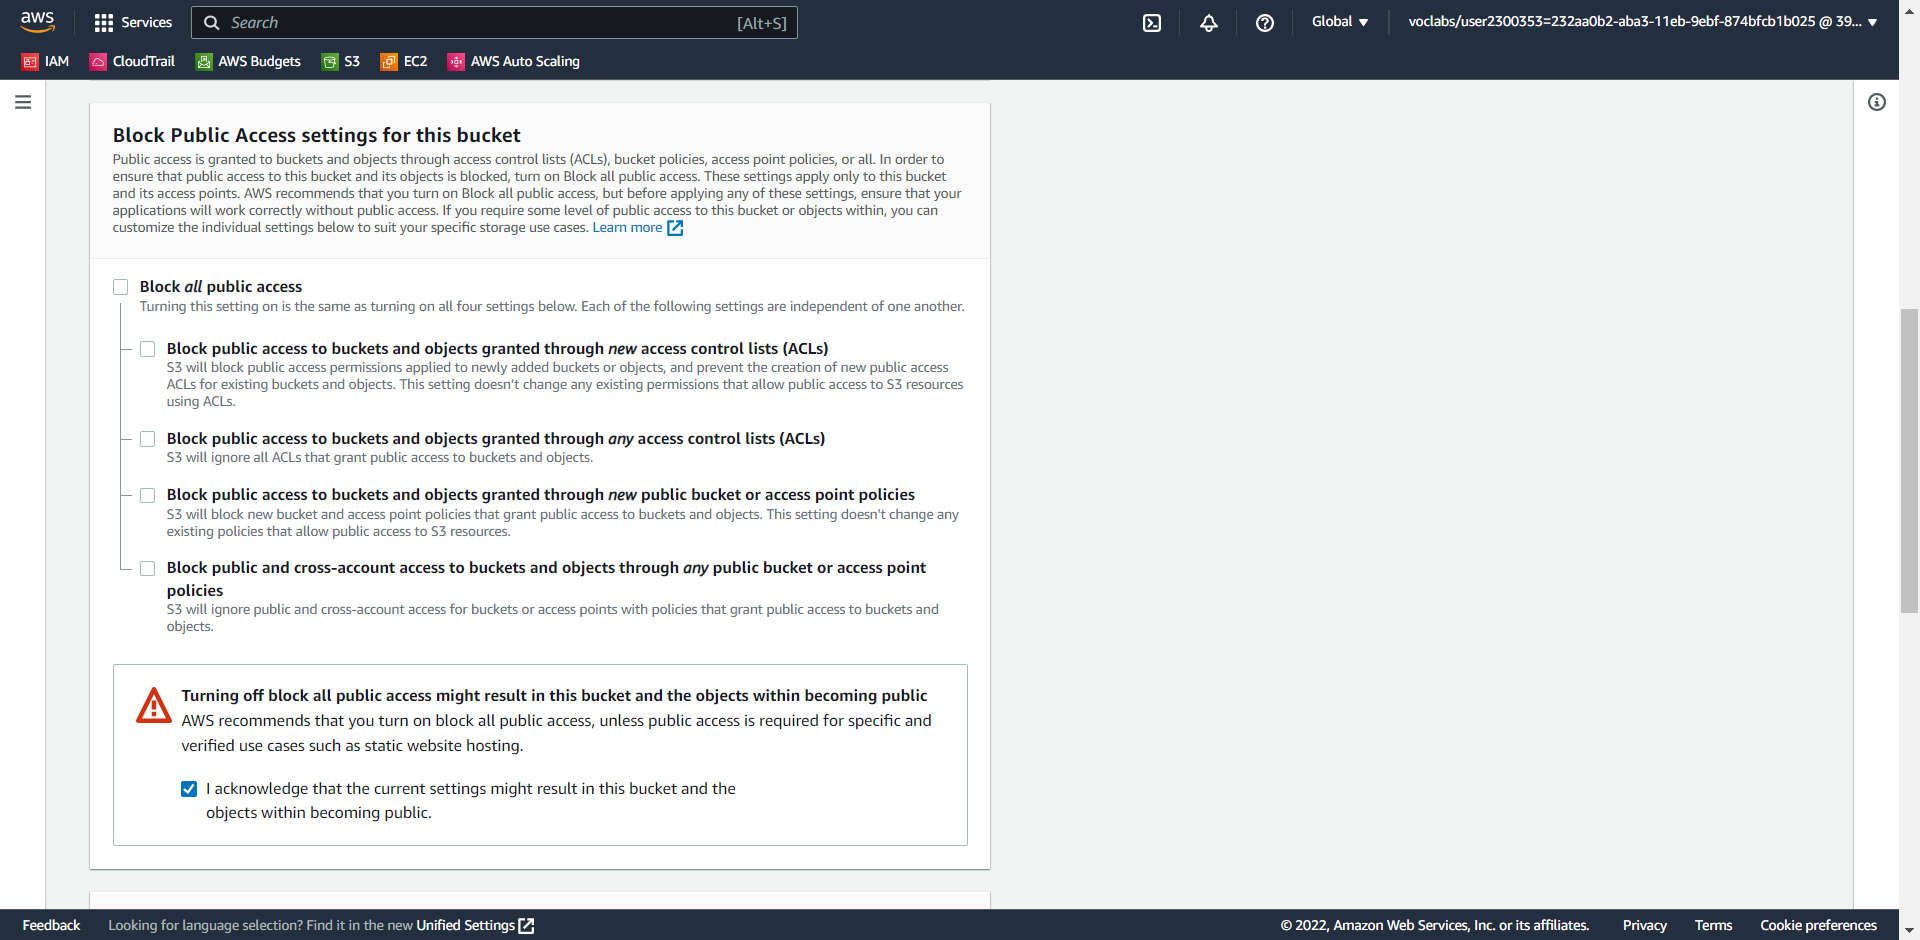 aws
Services
Search
[Alt+S]
Global
voclabs/user2300353=232aa0b2-aba3-11eb-9ebf-874bfcb1b025 @ 39...
IAM
CloudTrail
AWS Budgets
S3
EC2
AWS Auto Scaling
Block Public Access settings for this bucket
Public access is granted to buckets and objects through access control lists (ACLs), bucket policies, access point policies, or all. In order to
ensure that public access to this bucket and its objects is blocked, turn on Block all public access. These settings apply only to this bucket
and its access points. AWS recommends that you turn on Block all public access, but before applying any of these settings, ensure that your
applications will work correctly without public access. If you require some level of public access to this bucket or objects within, you can
customize the individual settings below to suit your specific storage use cases. Learn more
Block all public access
Turning this setting on is the same as turning on all four settings below. Each of the following settings are independent of one another.
Block public access to buckets and objects granted through new access control lists (ACLs)
S3 will block public access permissions applied to newly added buckets or objects, and prevent the creation of new public access
ACLs for existing buckets and objects. This setting doesn't change any existing permissions that allow public access to S3 resources
using ACLs.
Block public access to buckets and objects granted through any access control lists (ACLs)
S3 will ignore all ACLs that grant public access to buckets and objects.
Block public access to buckets and objects granted through new public bucket or access point policies
S3 will block new bucket and access point policies that grant public access to buckets and objects. This setting doesn't change any
existing policies that allow public access to S3 resources.
Block public and cross-account access to buckets and objects through any public bucket or access point
policies
S3 will ignore public and cross-account access for buckets or access points with policies that grant public access to buckets and
objects.
Turning off block all public access might result in this bucket and the objects within becoming public
AWS recommends that you turn on block all public access, unless public access is required for specific and
verified use cases such as static website hosting.
I acknowledge that the current settings might result in this bucket and the
objects within becoming public.
Feedback
Looking for language selection? Find it in the new Unified Settings
© 2022, Amazon Web Services, Inc. or its affiliates.
Privacy
Terms
Cookie preferences